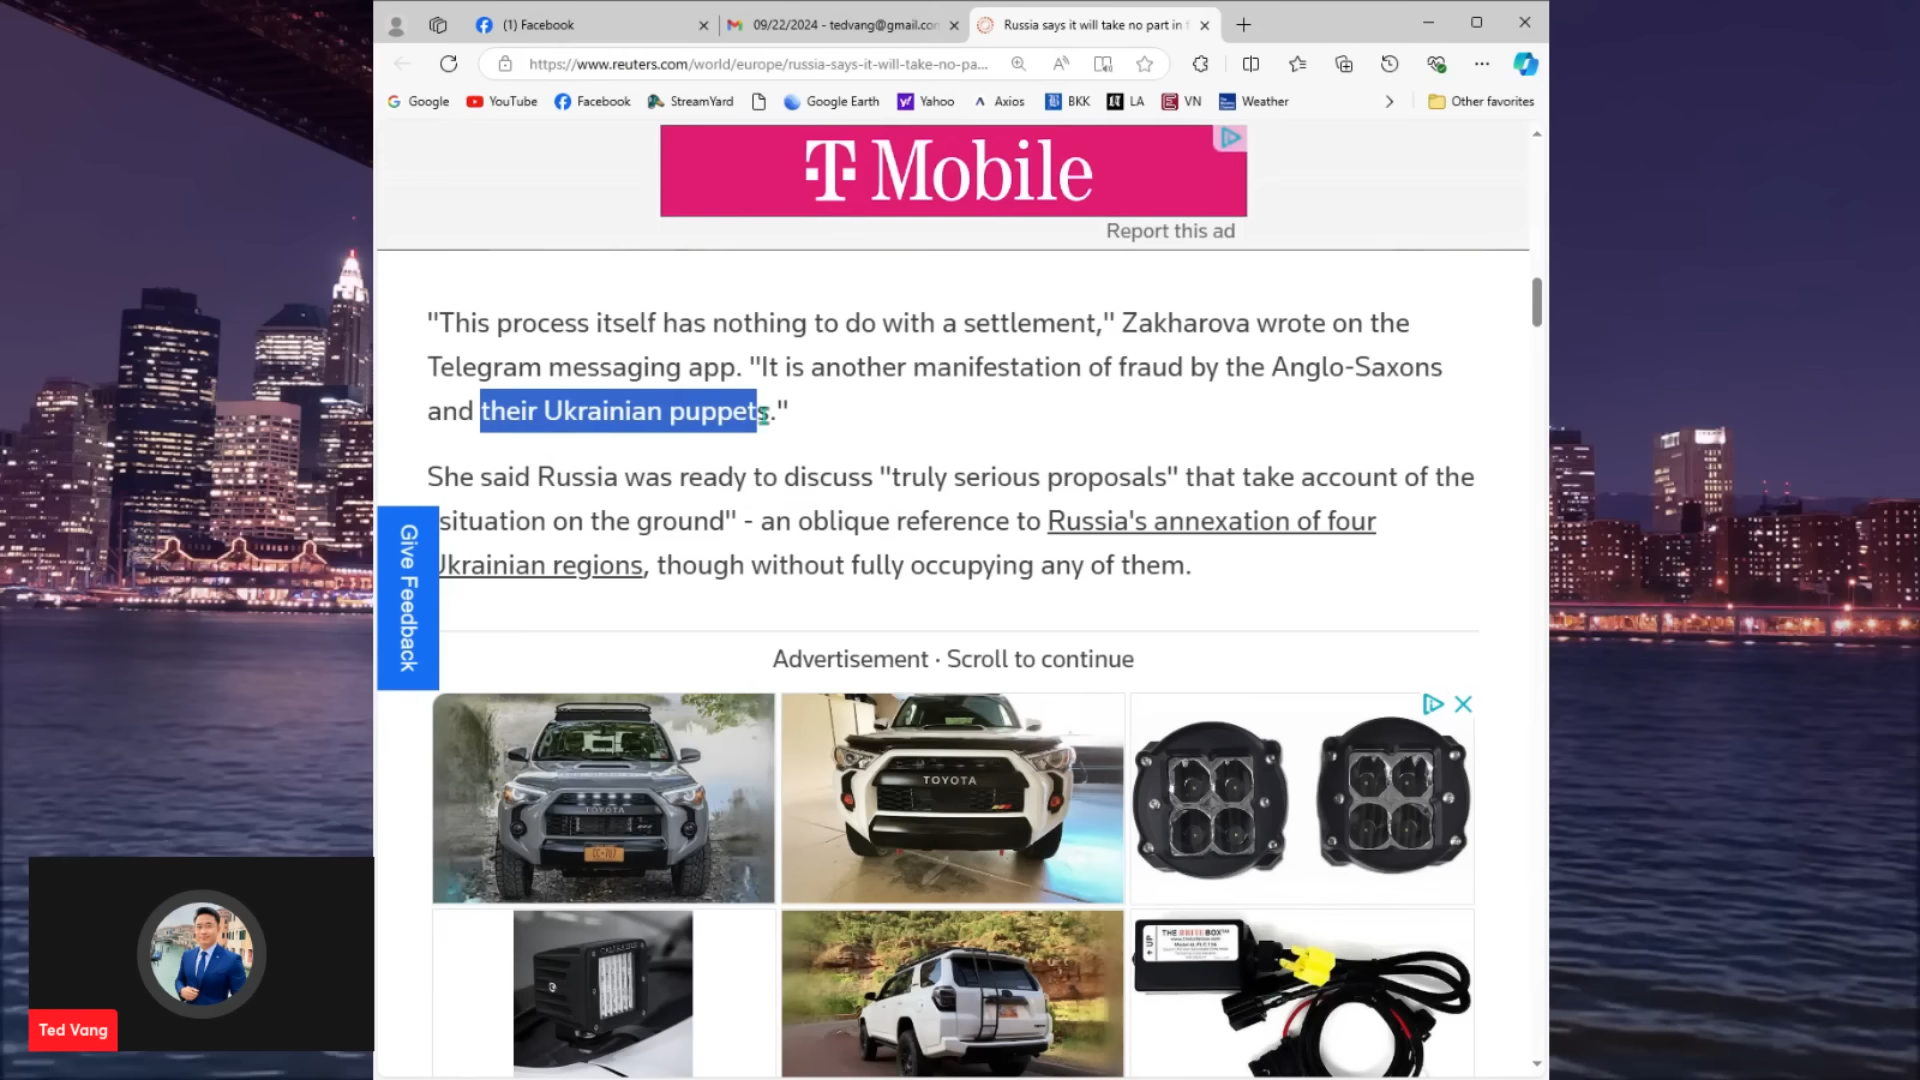 (1) Facebook
09/22/2024 - tedvang@gmail.con
Russia says it will take no part in f
https://www.reuters.com/world/europe/russia-says-it-will-take-no-pa...
Google
YouTube
Facebook
StreamYard
Google Earth
Yahoo
Axios
BKK
LA
VN
Weather
Other favorites
T Mobile
Report this ad
"This process itself has nothing to do with a settlement," Zakharova wrote on the
Telegram messaging app. "It is another manifestation of fraud by the Anglo-Saxons
and their Ukrainian puppets."
She said Russia was ready to discuss "truly serious proposals" that take account of the
situation on the ground" - an oblique reference to Russia's annexation of four
Ukrainian regions, though without fully occupying any of them.
Give Feedback
Advertisement · Scroll to continue
TOYOTA
TOYOTA
UP
THE BRITE BOX™
Ted Vang